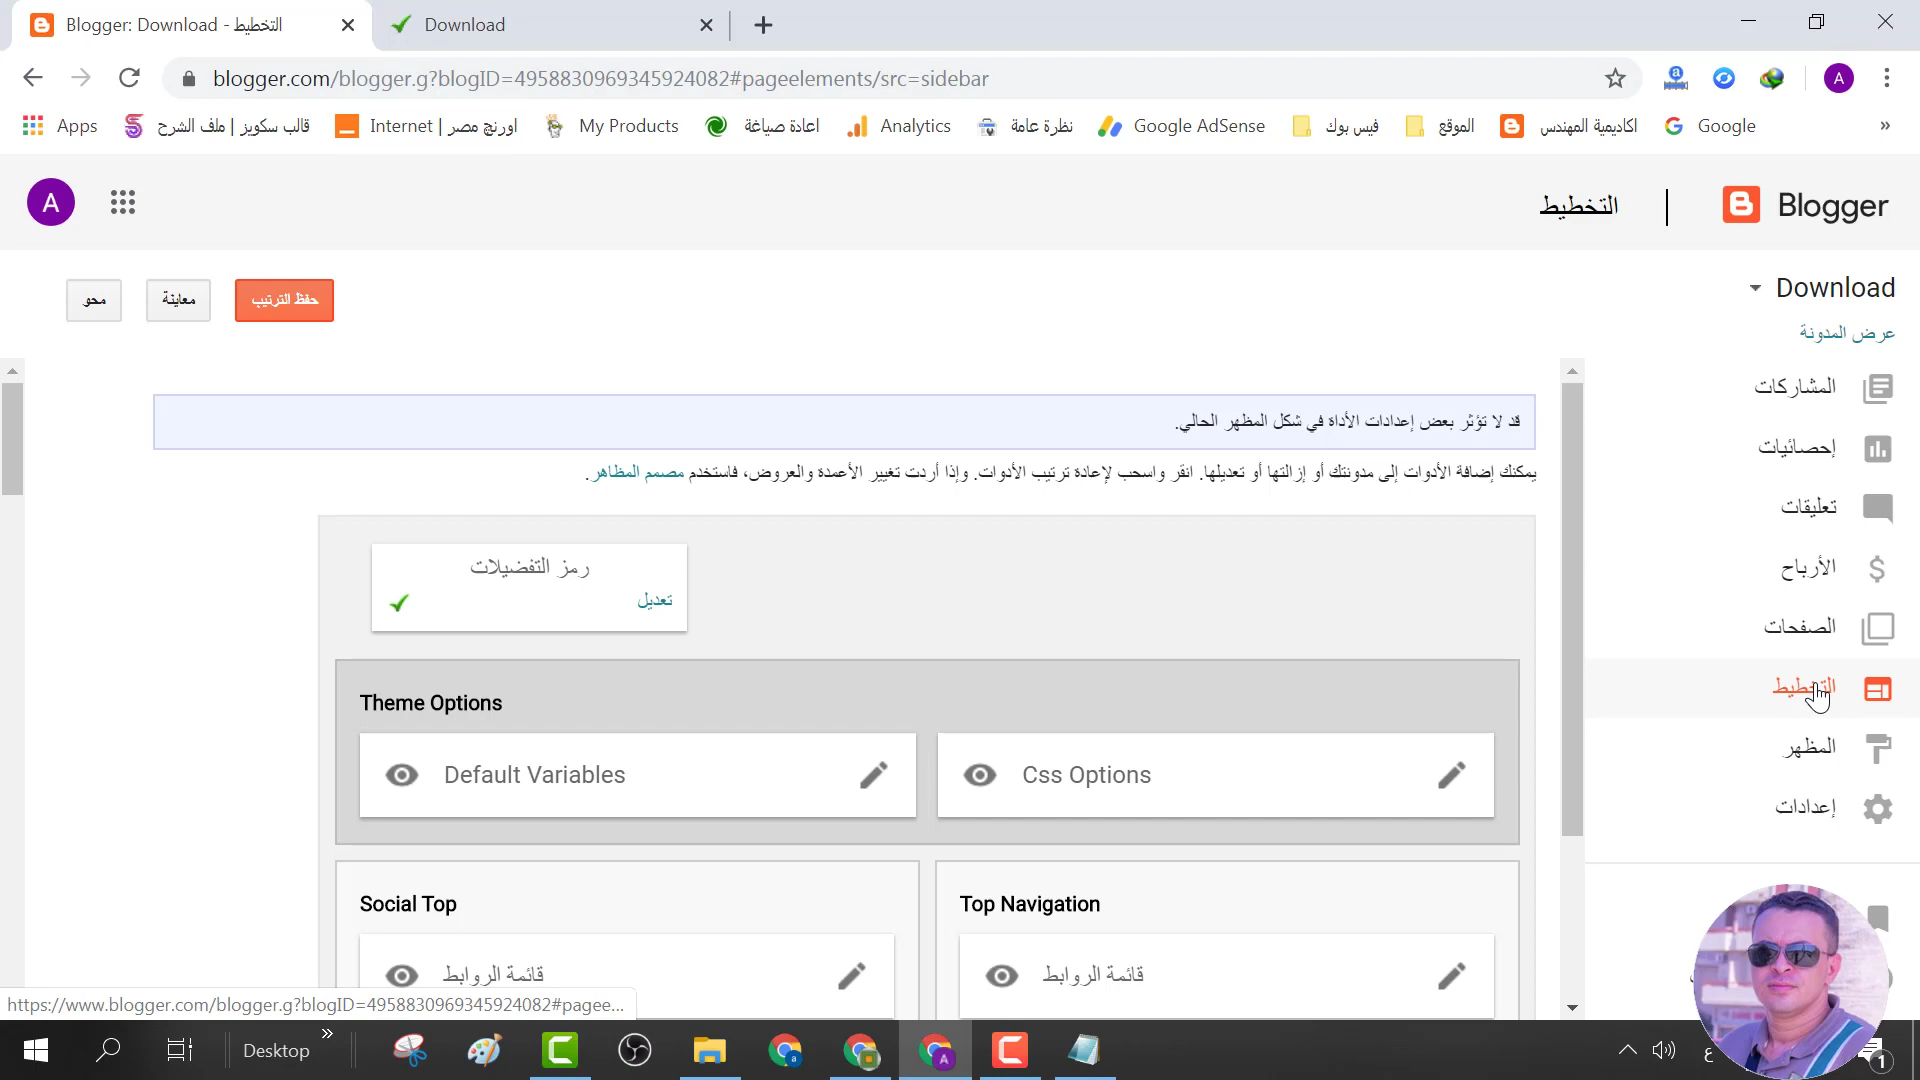 Blogger: Download - التخطيط
Download
blogger.com/blogger.g?blogID=4958830969345924082#pageelements/src=sidebar
A
Apps
قالب سكويز | ملف الشرح
Internet | اورنچ مصر
My Products
اعادة صياغة
Analytics
نظرة عامة
Google AdSense
فيس بوك
الموقع
اكاديمية المهندس
Google
»
A
التخطيط
Blogger
محو
معاينة
حفظ الترتيب
Download
عرض المدونة
المشاركات
إحصائيات
تعليقات
الأرباح
الصفحات
التخطيط
المظهر
إعدادات
قد لا تؤثر بعض إعدادات الأداة في شكل المظهر الحالي.
يمكنك إضافة الأدوات إلى مدونتك أو إزالتها أو تعديلها. انقر واسحب لإعادة ترتيب الأدوات. وإذا أردت تغيير الأعمدة والعروض، فاستخدم مصمم المظاهر.
رمز التفضيلات
تعديل
Theme Options
Default Variables
Css Options
Social Top
Top Navigation
قائمة الروابط
قائمة الروابط
https://www.blogger.com/blogger.g?blogID=4958830969345924082#pagee...
Desktop
»
ع
1